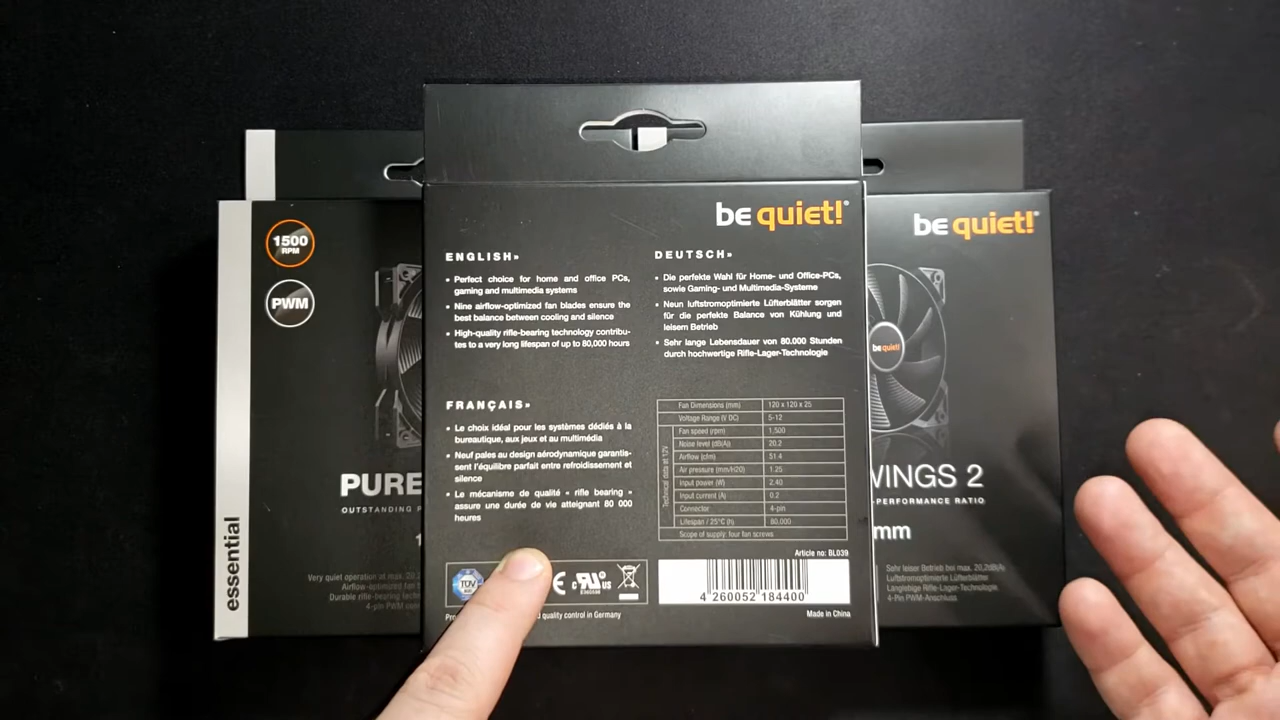 1500
RPM
PWM
PURE
OUTSTANDING
essential
Very quiet operation at max. 20,2
Airflow-optimized fan
Durable rifle-bearing
4-pin PWM
be quiet!
ENGLISH»
• Perfect choice for home and office PCs,
gaming and multimedia systems
• Nine airflow-optimized fan blades ensure the
best balance between cooling and silence
• High-quality rifle-bearing technology contribu-
tes to a very long lifespan of up to 80,000 hours
DEUTSCH»
• Die perfekte Wahl für Home- und Office-PCs,
sowie Gaming- und Multimedia-Systeme
• Neun luftstromoptimierte Lüfterblätter sorgen
für die perfekte Balance von Kühlung und
leisem Betrieb
• Sehr lange Lebensdauer von 80.000 Stunden
durch hochwertige Rifle-Lager-Technologie
FRANÇAIS»
• Le choix idéal pour les systèmes dédiés à la
bureautique, aux jeux et au multimédia
• Neuf pales au design aérodynamique garantis-
sent l'équilibre parfait entre refroidissement et
silence
• Le mécanisme de qualité « rifle bearing »
assure une durée de vie atteignant 80 000
heures
Fan Dimensions (mm) 120 x 120 x 25
Voltage Range (V DC) 5-12
Technical data at 12V
Fan speed (rpm) 1,500
Noise level (dB(A)) 20.2
Airflow (cfm) 51.4
Air pressure (mm/H2O) 1.25
Input power (W) 2.40
Input current (A) 0.2
Connector 4-pin
Lifespan / 25°C (h) 80,000
Scope of supply: four fan screws
Article no: BL039
TÜV
CE
c RU US
4 260052 184400
quality control in Germany
Made in China
be quiet!
be quiet!
WINGS 2
-PERFORMANCE RATIO
mm
Sehr leiser Betrieb bei max. 20,2dB(A)
Luftstromoptimierte Lüfterblätter
Langlebige Rifle-Lager-Technologie
4-Pin PWM-Anschluss